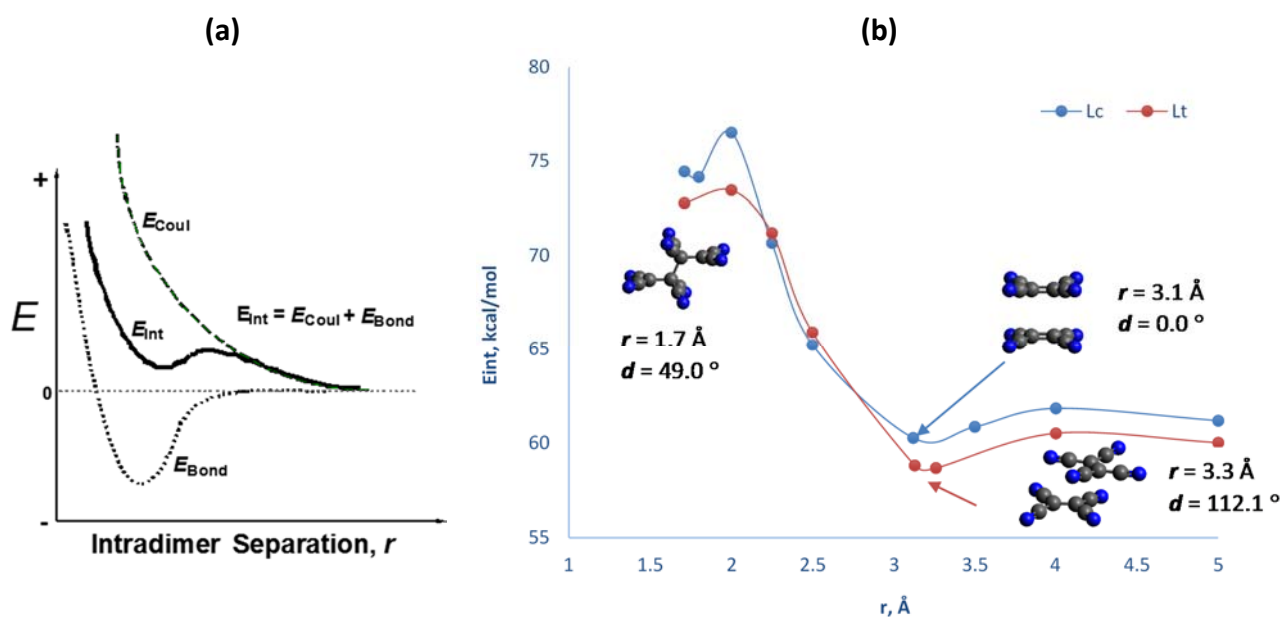 (a)
+
E
0
-
E_Coul
E_Int
E_Int = E_Coul + E_Bond
E_Bond
Intradimer Separation, r
(b)
80
75
70
65
60
55
Eint, kcal/mol
Lc
Lt
r = 1.7 Å
d = 49.0 °
r = 3.1 Å
d = 0.0 °
r = 3.3 Å
d = 112.1 °
1 1.5 2 2.5 3 3.5 4 4.5 5
r, Å